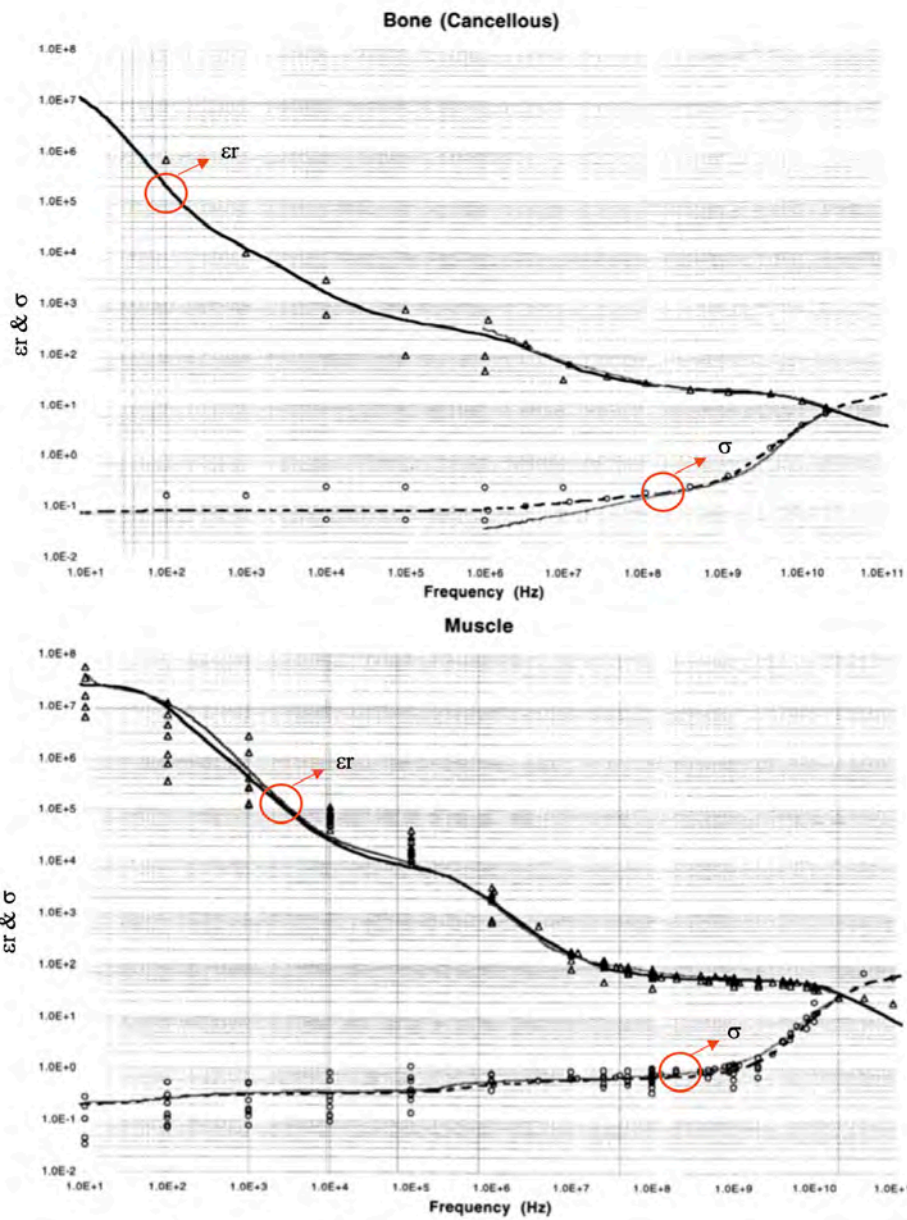 Bone (Cancellous)
1.0E+8
1.0E+7
1.0E+6
1.0E+5
1.0E+4
1.0E+3
1.0E+2
1.0E+1
1.0E+0
1.0E-1
1.0E-2
εr & σ
εr
σ
1.0E+1 1.0E+2 1.0E+3 1.0E+4 1.0E+5 1.0E+6 1.0E+7 1.0E+8 1.0E+9 1.0E+10 1.0E+11
Frequency (Hz)
Muscle
1.0E+8
1.0E+7
1.0E+6
1.0E+5
1.0E+4
1.0E+3
1.0E+2
1.0E+1
1.0E+0
1.0E-1
1.0E-2
εr & σ
εr
σ
1.0E+1 1.0E+2 1.0E+3 1.0E+4 1.0E+5 1.0E+6 1.0E+7 1.0E+8 1.0E+9 1.0E+10
Frequency (Hz)